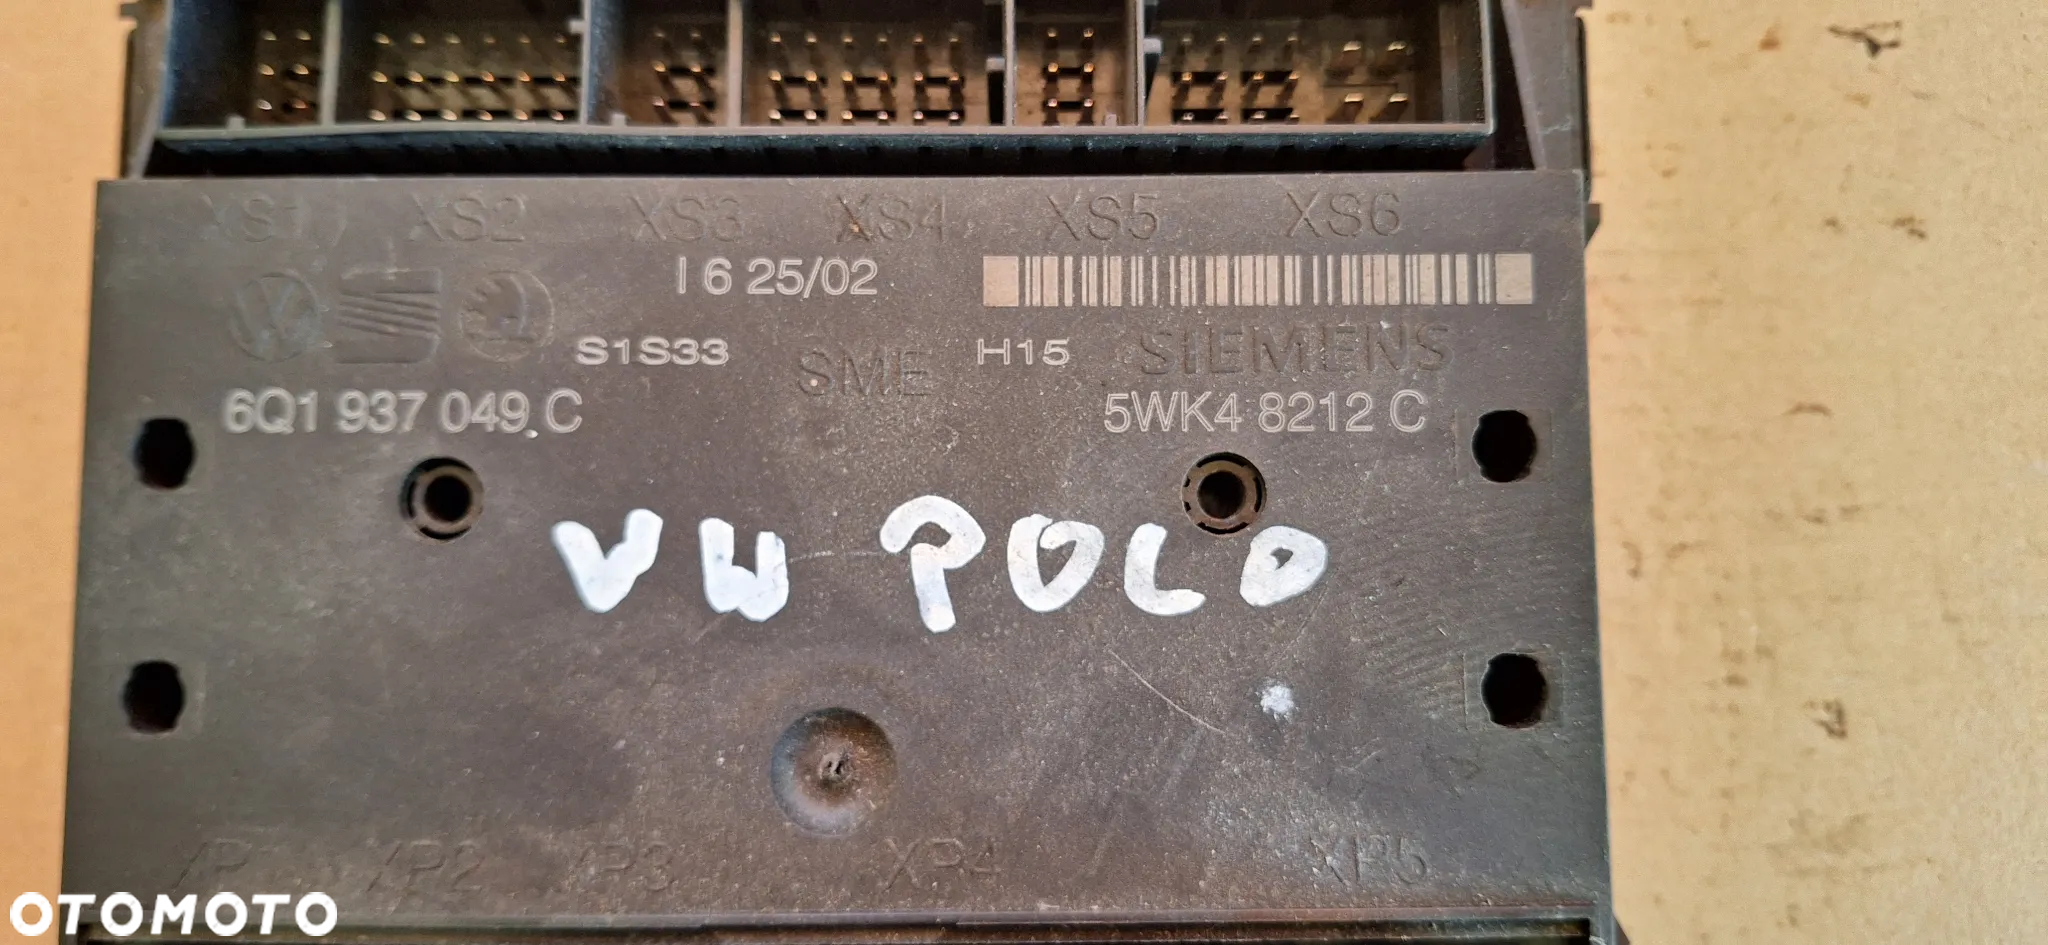 XS1 XS2 XS3 XS4 XS5 XS6
I 6 25/02
S1S33 SME H15 SIEMENS
6Q1 937 049 C 5WK4 8212 C
VW POLO
XP2 XP3 XP4 XP5
OTOMOTO